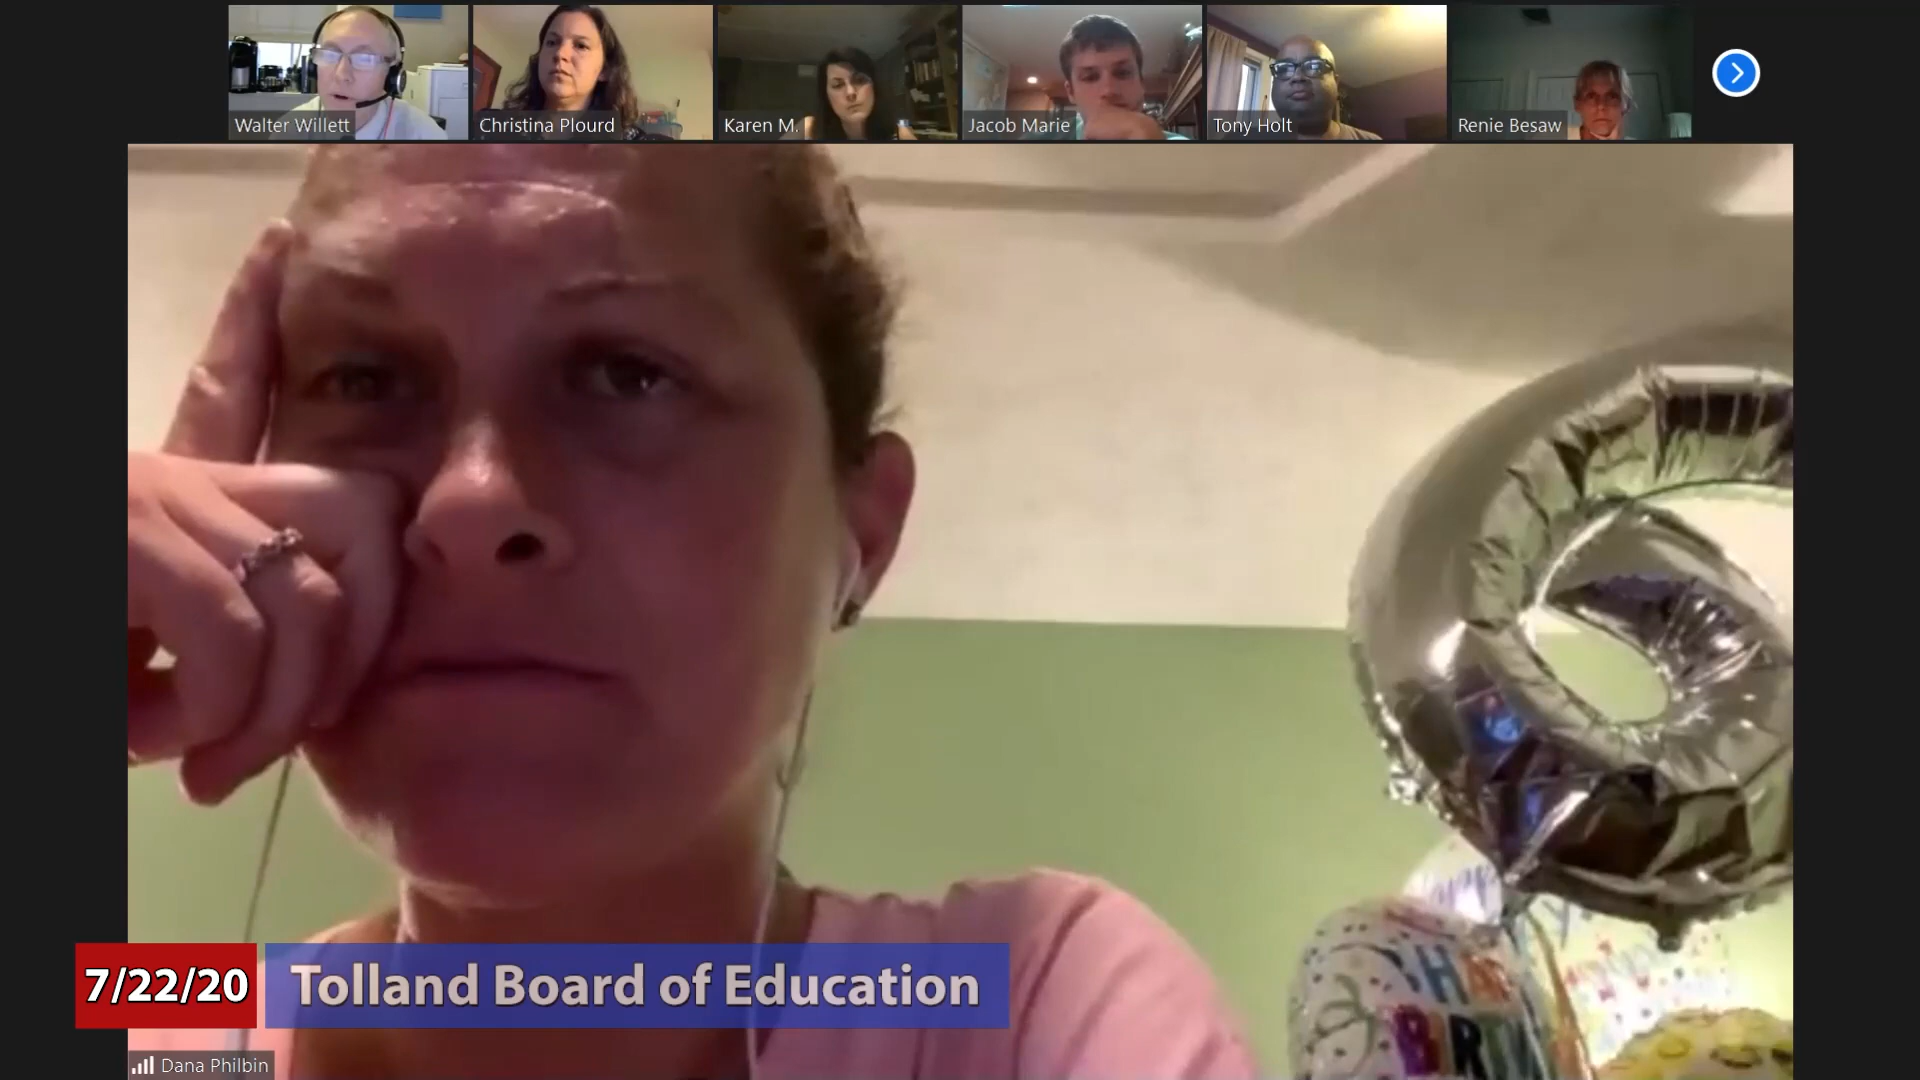 Walter Willett
Christina Plourd
Karen M.
Jacob Marie
Tony Holt
Renie Besaw
7/22/20
Tolland Board of Education
Dana Philbin